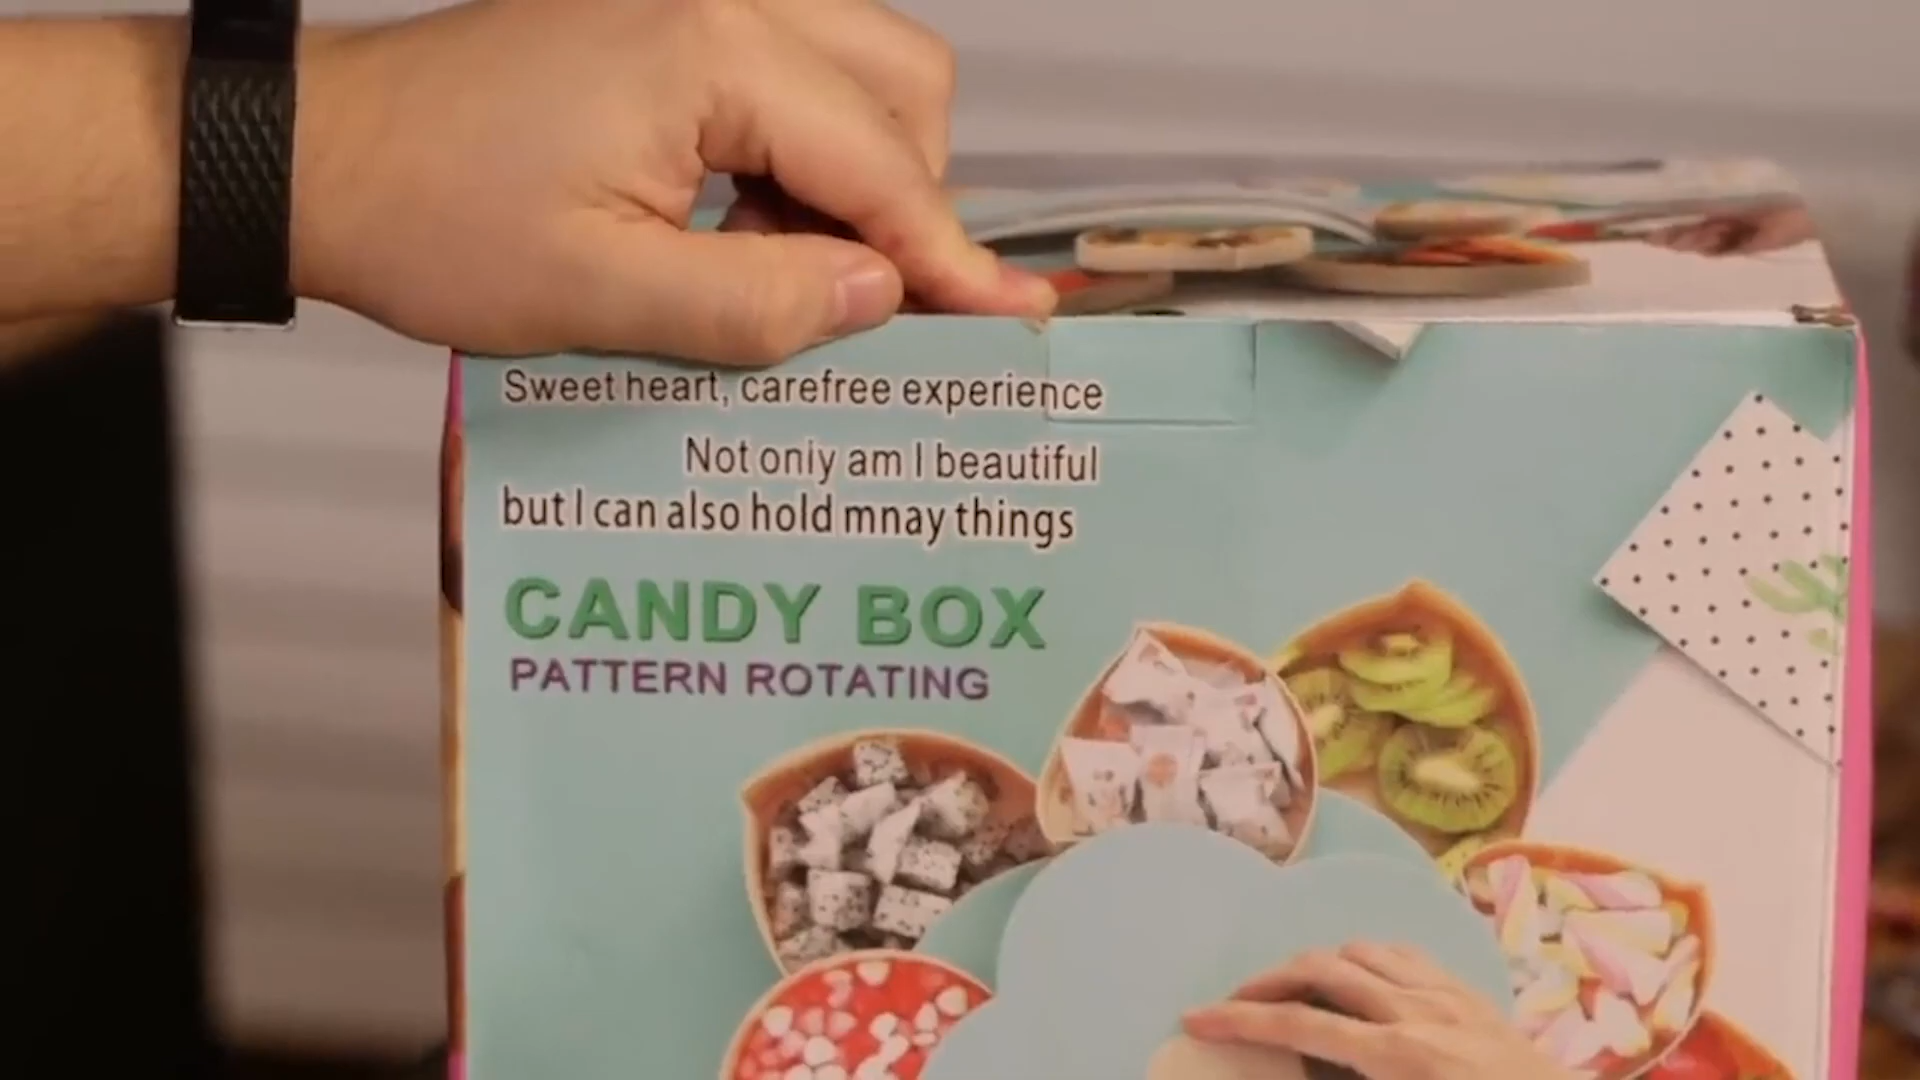 Sweet heart, carefree experience
Not oniy am I beautiful
but I can also hold mnay things
CANDY BOX
PATTERN ROTATING